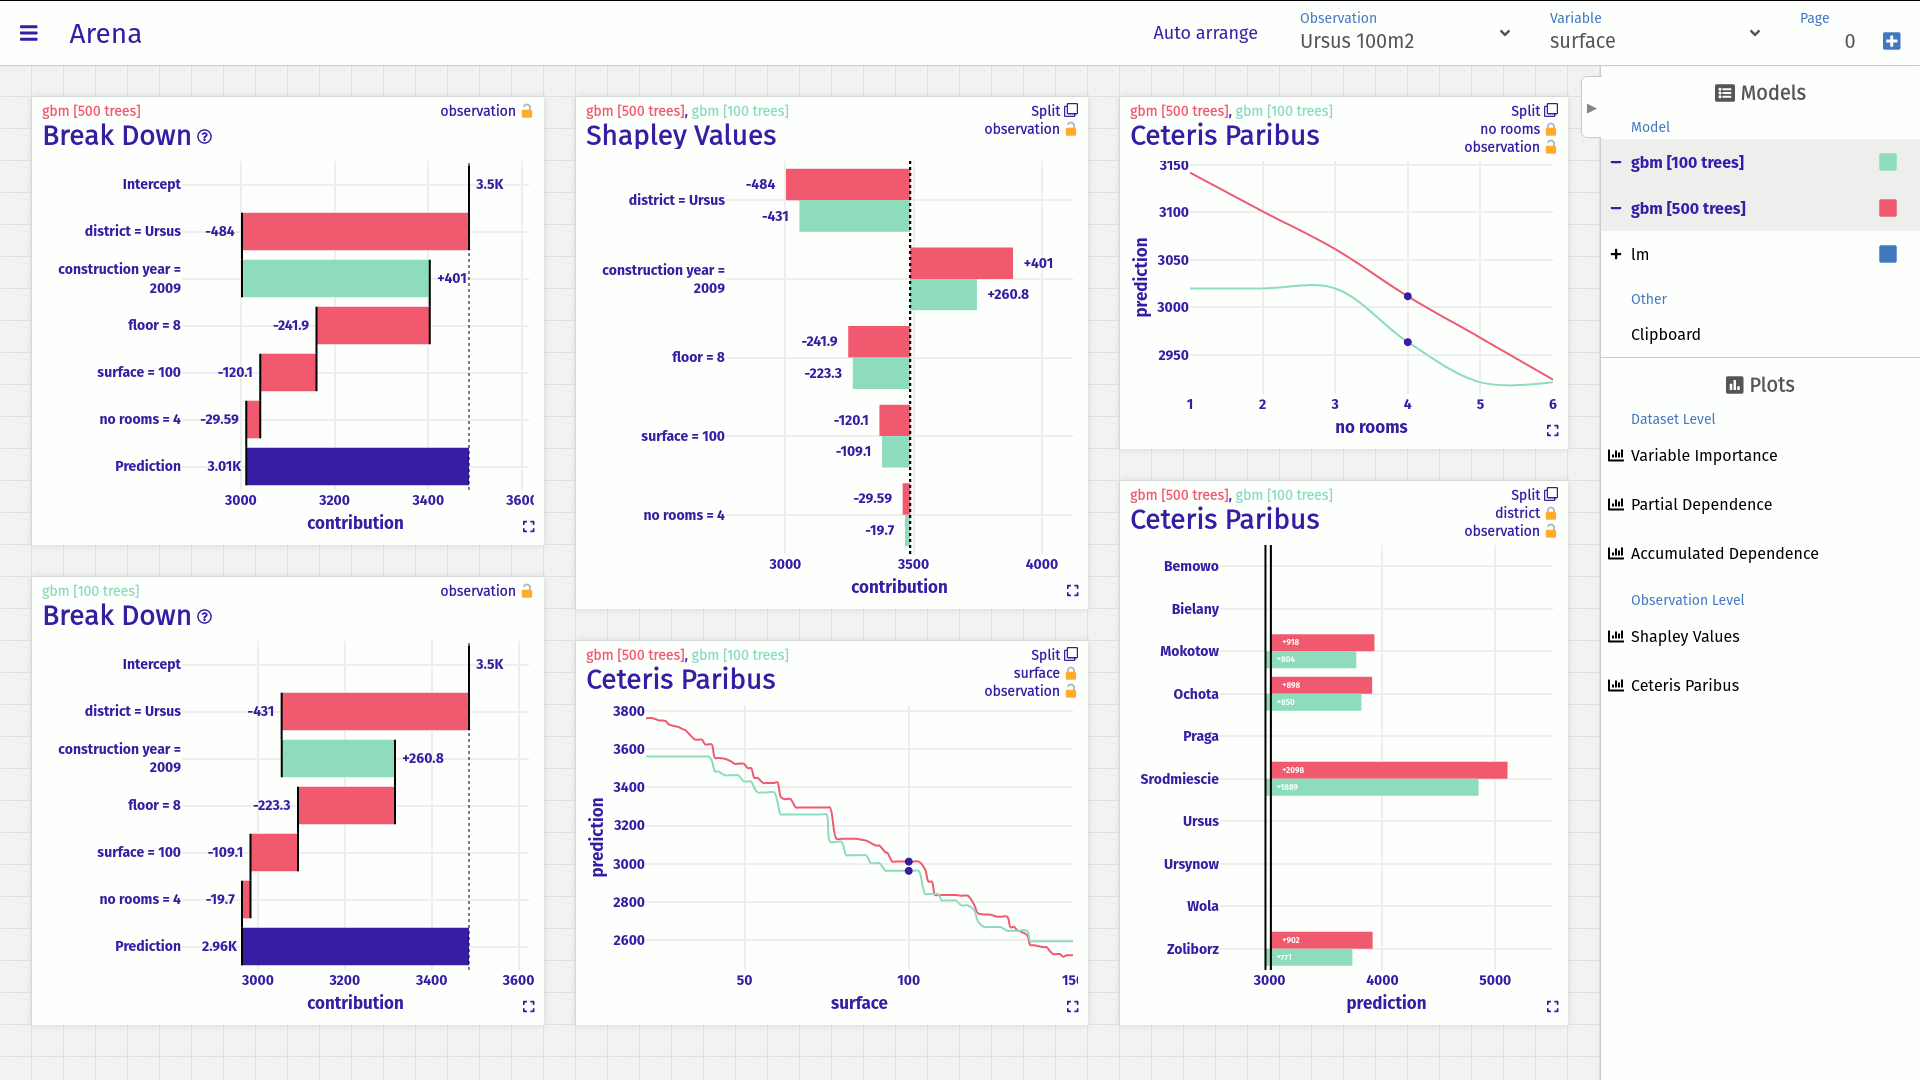 Arena
Auto arrange
Observation
Ursus 100m2
Variable
surface
Page
0
gbm [500 trees]
observation
Break Down
Intercept
3.5K
district = Ursus
-484
construction year =
2009
+401
floor = 8
-241.9
surface = 100
-120.1
no rooms = 4
-29.59
Prediction
3.01K
3000 3200 3400 3600
contribution
gbm [100 trees]
observation
Break Down
Intercept
3.5K
district = Ursus
-431
construction year =
2009
+260.8
floor = 8
-223.3
surface = 100
-109.1
no rooms = 4
-19.7
Prediction
2.96K
3000 3200 3400 3600
contribution
gbm [500 trees], gbm [100 trees]
Split
observation
Shapley Values
district = Ursus
-484
-431
construction year =
2009
+401
+260.8
floor = 8
-241.9
-223.3
surface = 100
-120.1
-109.1
no rooms = 4
-29.59
-19.7
3000 3500 4000
contribution
gbm [500 trees], gbm [100 trees]
Split
surface
observation
Ceteris Paribus
3800
3600
3400
3200
3000
2800
2600
prediction
50 100 150
surface
gbm [500 trees], gbm [100 trees]
Split
no rooms
observation
Ceteris Paribus
3150
3100
3050
3000
2950
prediction
1 2 3 4 5 6
no rooms
gbm [500 trees], gbm [100 trees]
Split
district
observation
Ceteris Paribus
Bemowo
Bielany
Mokotow
+918
+804
Ochota
+898
+850
Praga
Srodmiescie
+2098
+1889
Ursus
Ursynow
Wola
Zoliborz
+902
+771
3000 4000 5000
prediction
Models
Model
gbm [100 trees]
gbm [500 trees]
lm
Other
Clipboard
Plots
Dataset Level
Variable Importance
Partial Dependence
Accumulated Dependence
Observation Level
Shapley Values
Ceteris Paribus